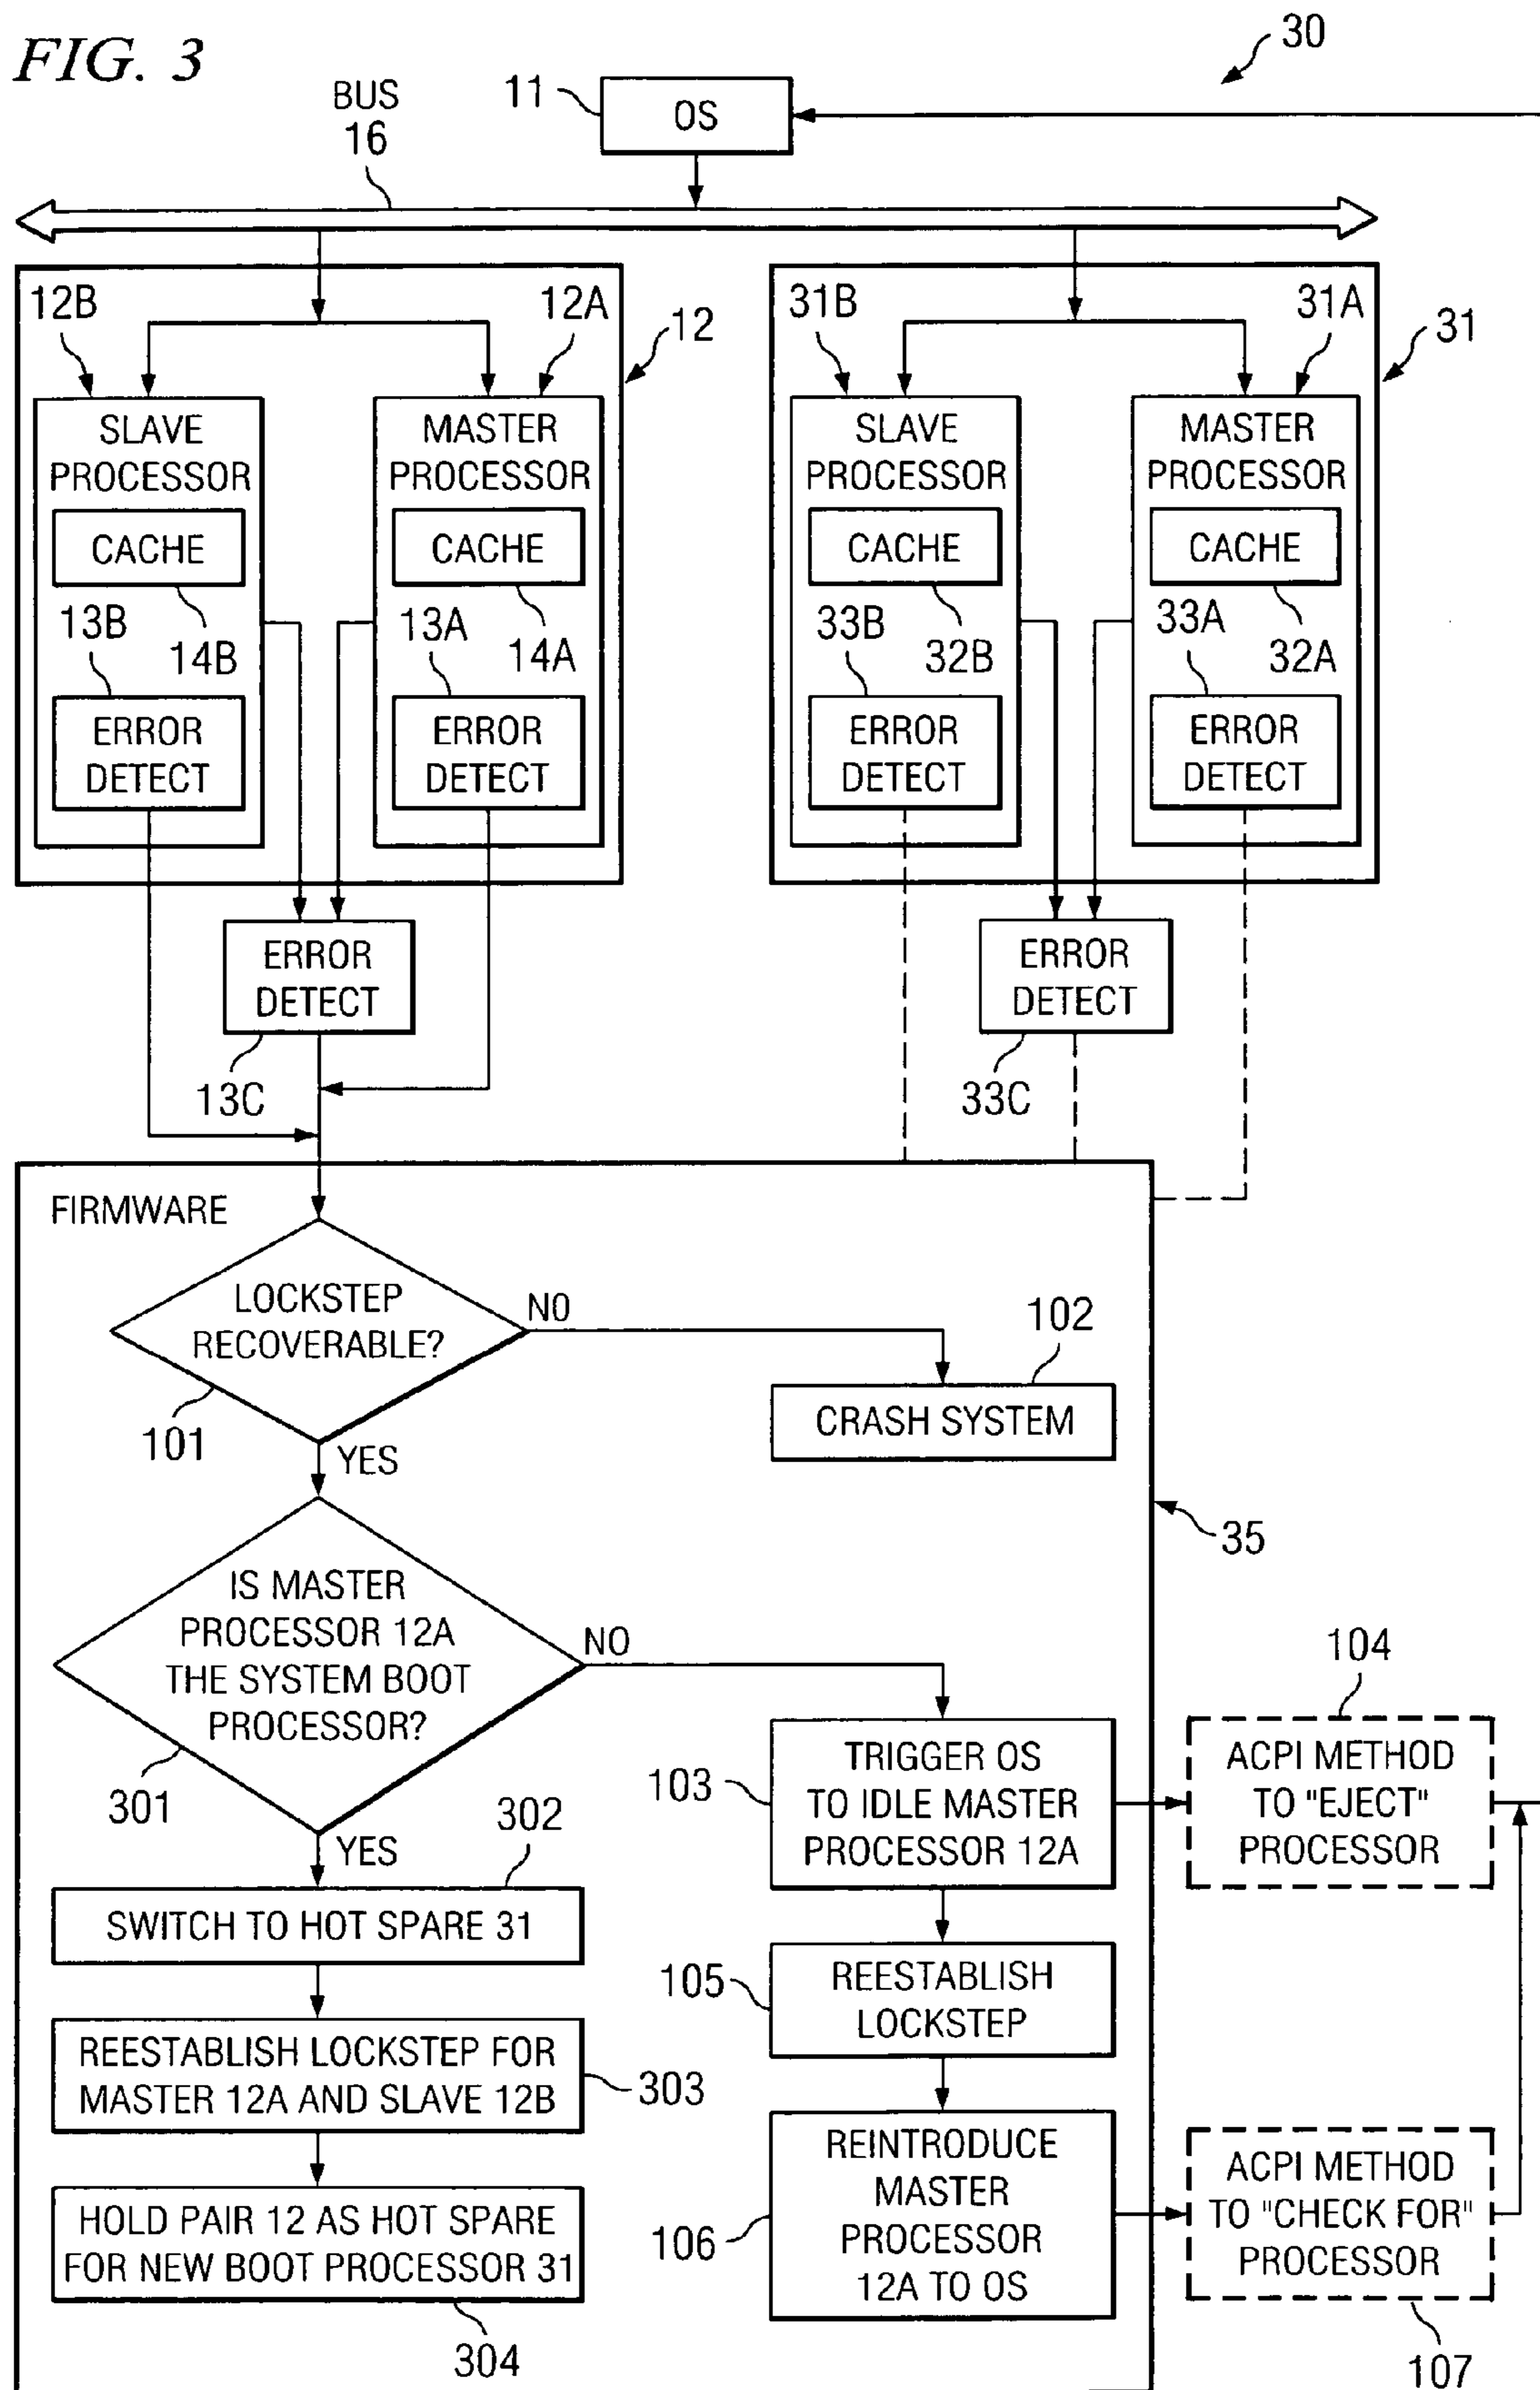 FIG. 3
30
BUS
16
11
OS
12B
12A
12
31B
31A
31
SLAVE
PROCESSOR
CACHE
13B
14B
ERROR
DETECT
MASTER
PROCESSOR
CACHE
13A
14A
ERROR
DETECT
SLAVE
PROCESSOR
CACHE
33B
32B
ERROR
DETECT
MASTER
PROCESSOR
CACHE
33A
32A
ERROR
DETECT
ERROR
DETECT
13C
ERROR
DETECT
33C
FIRMWARE
LOCKSTEP
RECOVERABLE?
NO
101
YES
102
CRASH SYSTEM
35
IS MASTER
PROCESSOR 12A
THE SYSTEM BOOT
PROCESSOR?
NO
301
YES
302
SWITCH TO HOT SPARE 31
REESTABLISH LOCKSTEP FOR
MASTER 12A AND SLAVE 12B
303
HOLD PAIR 12 AS HOT SPARE
FOR NEW BOOT PROCESSOR 31
304
103
TRIGGER OS
TO IDLE MASTER
PROCESSOR 12A
104
ACPI METHOD
TO "EJECT"
PROCESSOR
105
REESTABLISH
LOCKSTEP
106
REINTRODUCE
MASTER
PROCESSOR
12A TO OS
ACPI METHOD
TO "CHECK FOR"
PROCESSOR
107